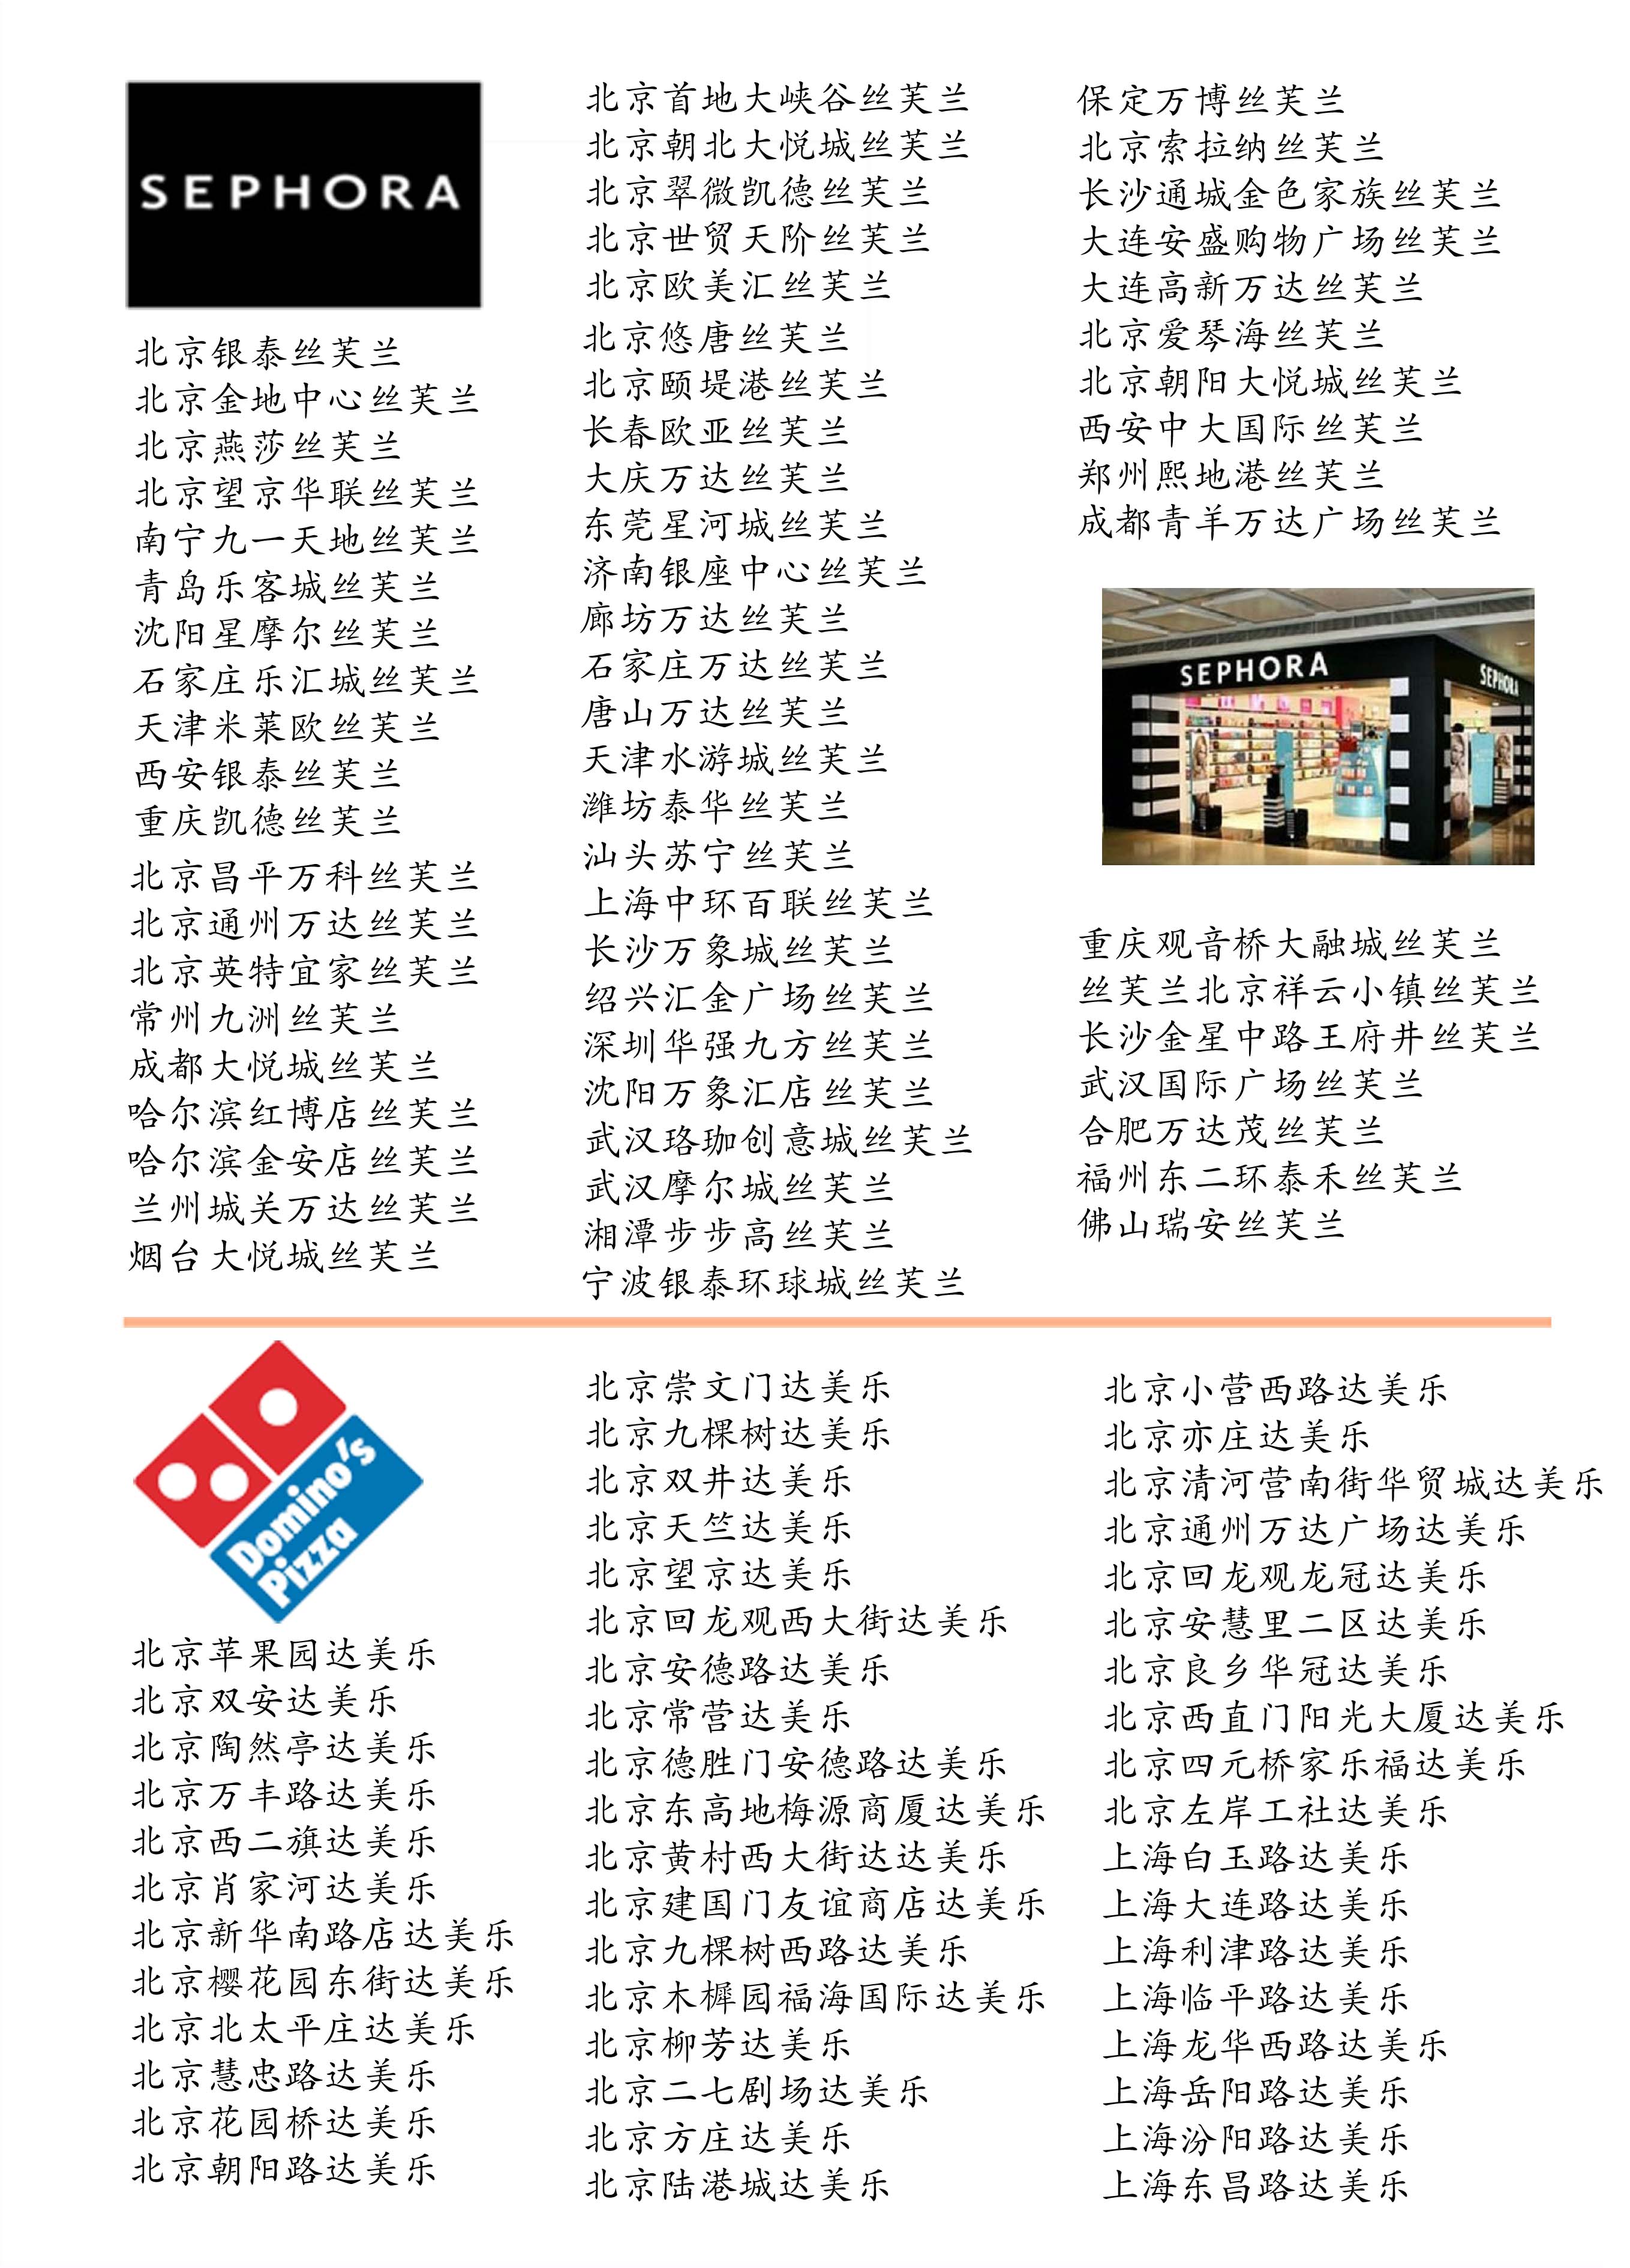 SEPHORA
北京银泰丝芙兰
北京金地中心丝芙兰
北京燕莎丝芙兰
北京望京华联丝芙兰
南宁九一天地丝芙兰
青岛乐客城丝芙兰
沈阳星摩尔丝芙兰
石家庄乐汇城丝芙兰
天津米莱欧丝芙兰
西安银泰丝芙兰
重庆凯德丝芙兰
北京昌平万科丝芙兰
北京通州万达丝芙兰
北京英特宜家丝芙兰
常州九洲丝芙兰
成都大悦城丝芙兰
哈尔滨红博店丝芙兰
哈尔滨金安店丝芙兰
兰州城关万达丝芙兰
烟台大悦城丝芙兰
北京首地大峡谷丝芙兰
北京朝北大悦城丝芙兰
北京翠微凯德丝芙兰
北京世贸天阶丝芙兰
北京欧美汇丝芙兰
北京悠唐丝芙兰
北京颐堤港丝芙兰
长春欧亚丝芙兰
大庆万达丝芙兰
东莞星河城丝芙兰
济南银座中心丝芙兰
廊坊万达丝芙兰
石家庄万达丝芙兰
唐山万达丝芙兰
天津水游城丝芙兰
潍坊泰华丝芙兰
汕头苏宁丝芙兰
上海中环百联丝芙兰
长沙万象城丝芙兰
绍兴汇金广场丝芙兰
深圳华强九方丝芙兰
沈阳万象汇店丝芙兰
武汉珞珈创意城丝芙兰
武汉摩尔城丝芙兰
湘潭步步高丝芙兰
宁波银泰环球城丝芙兰
保定万博丝芙兰
北京索拉纳丝芙兰
长沙通城金色家族丝芙兰
大连安盛购物广场丝芙兰
大连高新万达丝芙兰
北京爱琴海丝芙兰
北京朝阳大悦城丝芙兰
西安中大国际丝芙兰
郑州熙地港丝芙兰
成都青羊万达广场丝芙兰
SEPHORA
SEPHORA
重庆观音桥大融城丝芙兰
丝芙兰北京祥云小镇丝芙兰
长沙金星中路王府井丝芙兰
武汉国际广场丝芙兰
合肥万达茂丝芙兰
福州东二环泰禾丝芙兰
佛山瑞安丝芙兰
Domino's
Pizza
北京苹果园达美乐
北京双安达美乐
北京陶然亭达美乐
北京万丰路达美乐
北京西二旗达美乐
北京肖家河达美乐
北京新华南路店达美乐
北京樱花园东街达美乐
北京北太平庄达美乐
北京慧忠路达美乐
北京花园桥达美乐
北京朝阳路达美乐
北京崇文门达美乐
北京九棵树达美乐
北京双井达美乐
北京天竺达美乐
北京望京达美乐
北京回龙观西大街达美乐
北京安德路达美乐
北京常营达美乐
北京德胜门安德路达美乐
北京东高地梅源商厦达美乐
北京黄村西大街达达美乐
北京建国门友谊商店达美乐
北京九棵树西路达美乐
北京木樨园福海国际达美乐
北京柳芳达美乐
北京二七剧场达美乐
北京方庄达美乐
北京陆港城达美乐
北京小营西路达美乐
北京亦庄达美乐
北京清河营南街华贸城达美乐
北京通州万达广场达美乐
北京回龙观龙冠达美乐
北京安慧里二区达美乐
北京良乡华冠达美乐
北京西直门阳光大厦达美乐
北京四元桥家乐福达美乐
北京左岸工社达美乐
上海白玉路达美乐
上海大连路达美乐
上海利津路达美乐
上海临平路达美乐
上海龙华西路达美乐
上海岳阳路达美乐
上海汾阳路达美乐
上海东昌路达美乐